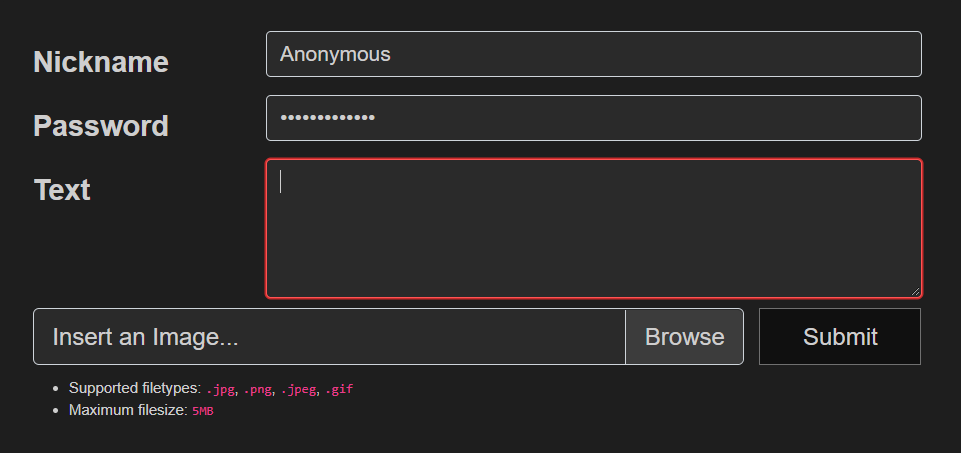 Nickname
Anonymous
Password
•••••••••••••
Text
Insert an Image...
Browse
Submit
Supported filetypes: .jpg, .png, .jpeg, .gif
Maximum filesize: 5MB